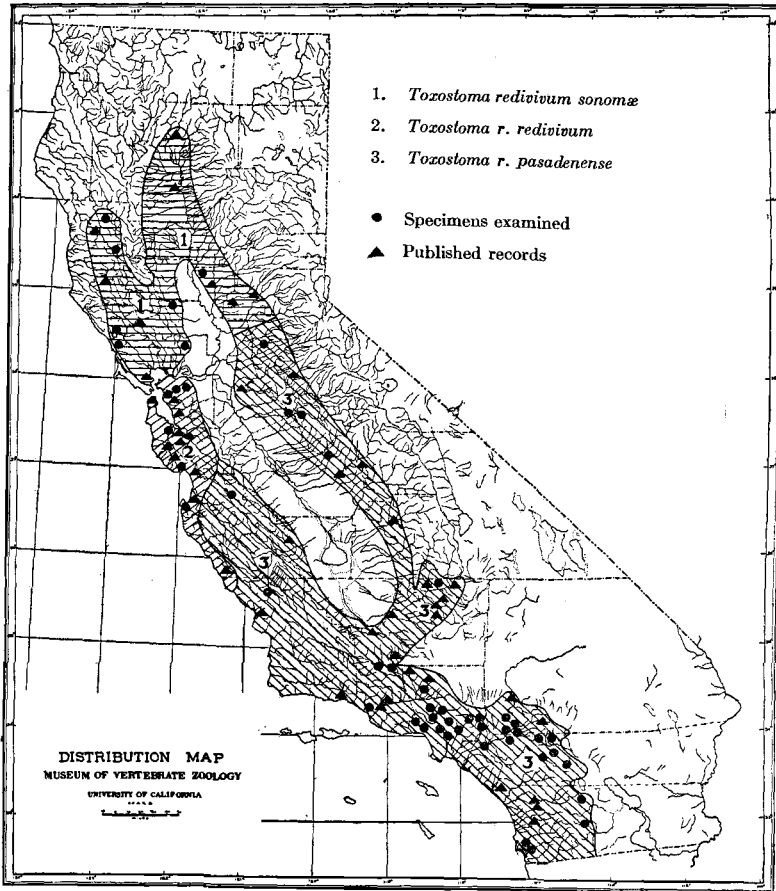 1. Toxostoma redivivum sonomæ
2. Toxostoma r. redivivum
3. Toxostoma r. pasadenense
Specimens examined
Published records
1
1
3
2
3
3
3
DISTRIBUTION MAP
MUSEUM OF VERTEBRATE ZOOLOGY
UNIVERSITY OF CALIFORNIA